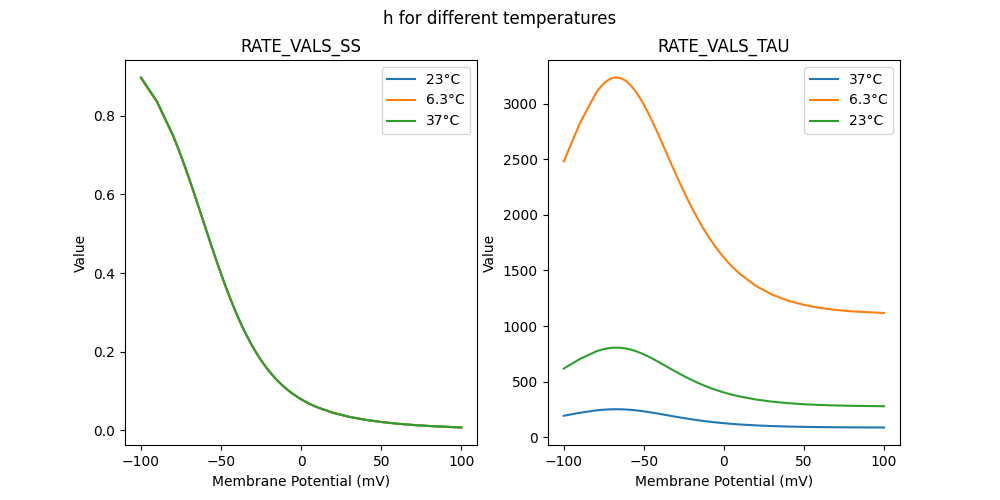 h for different temperatures
RATE_VALS_SS
23°C
6.3°C
37°C
0.8
0.6
0.4
0.2
0.0
Value
−100
−50
0
50
100
Membrane Potential (mV)
RATE_VALS_TAU
37°C
6.3°C
23°C
3000
2500
2000
1500
1000
500
0
Value
−100
−50
0
50
100
Membrane Potential (mV)